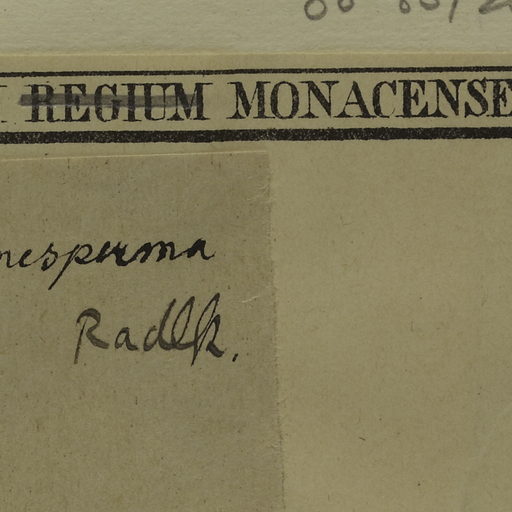 REGIUM MONACENSE
nesperma
Radlk.